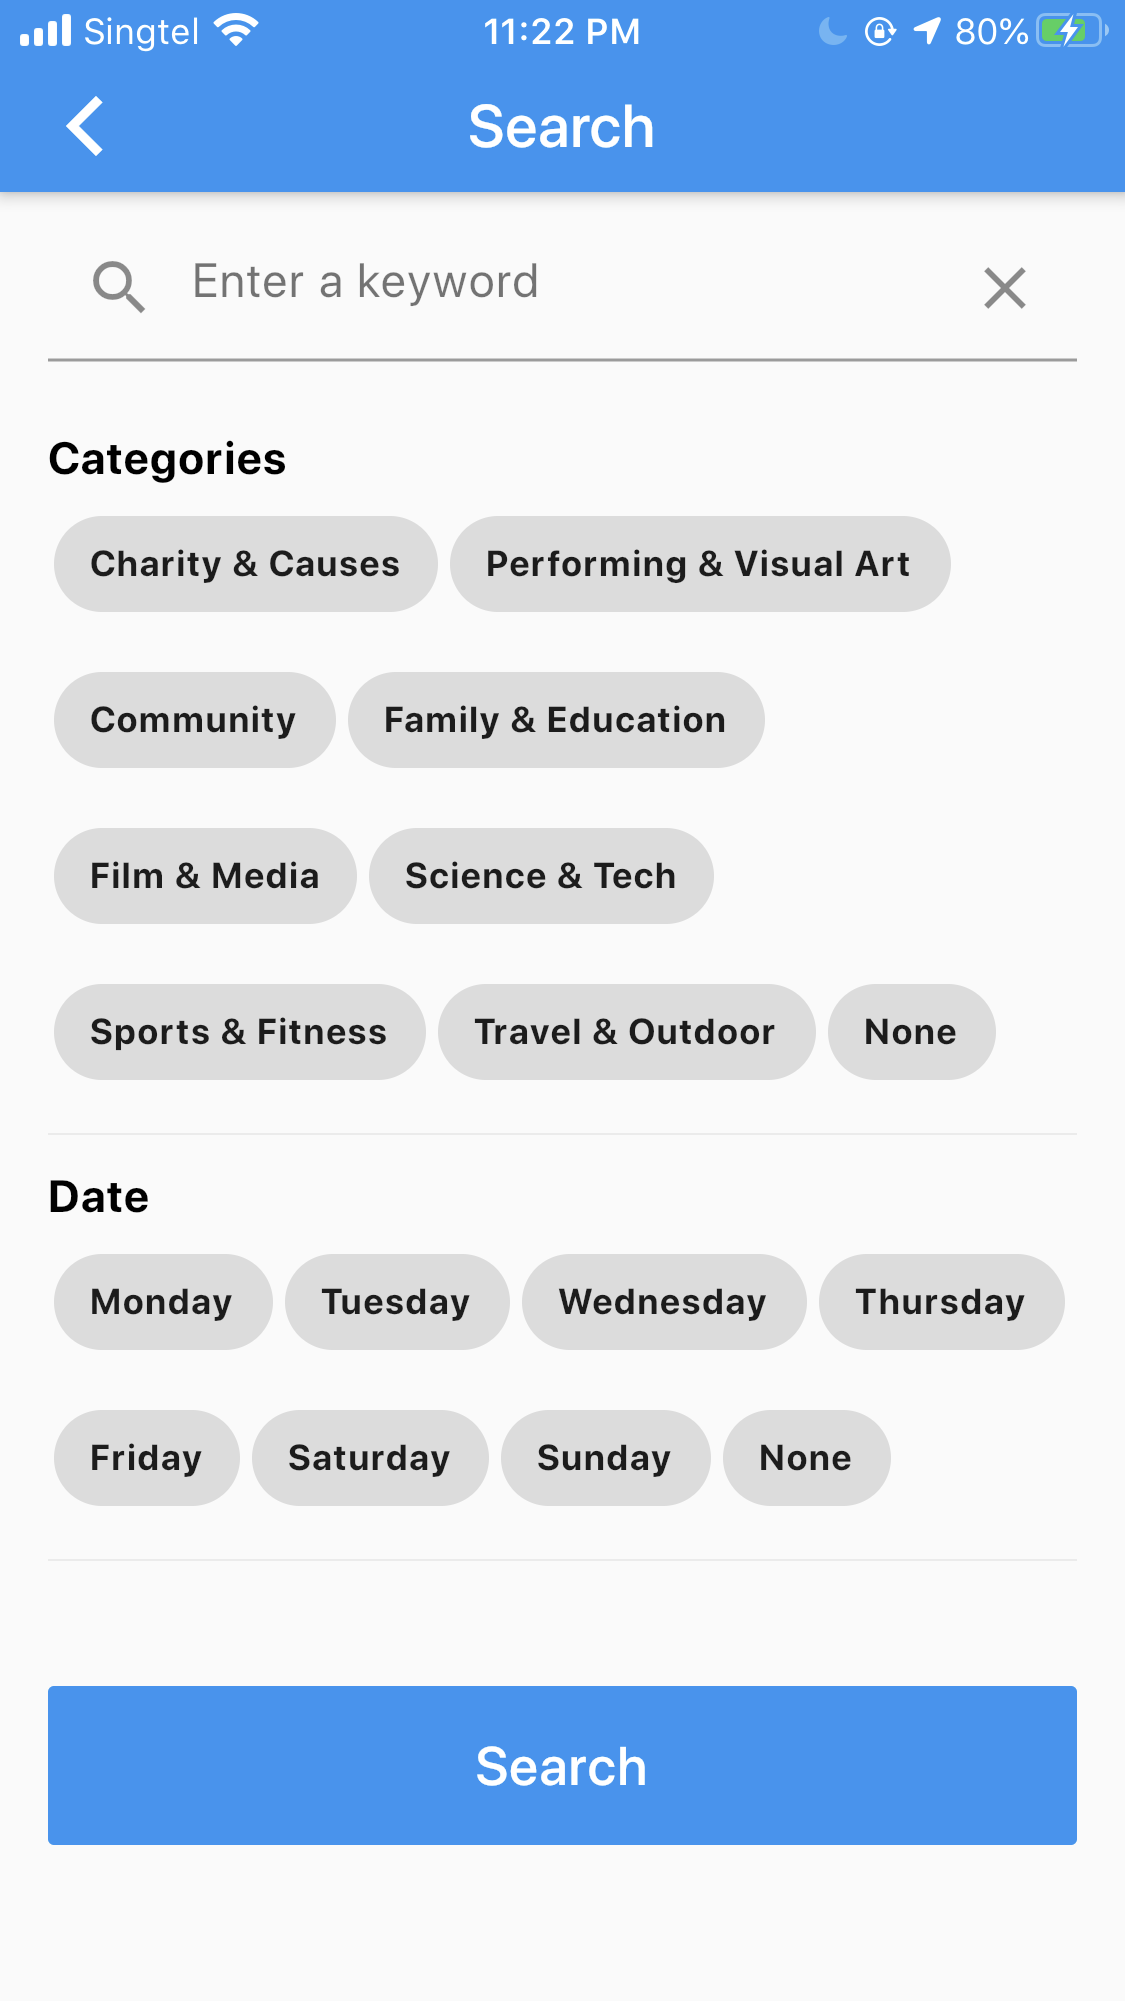 Singtel 11:22 PM 80%
Search
Enter a keyword
Categories
Charity & Causes Performing & Visual Art
Community Family & Education
Film & Media Science & Tech
Sports & Fitness Travel & Outdoor None
Date
Monday Tuesday Wednesday Thursday
Friday Saturday Sunday None
Search